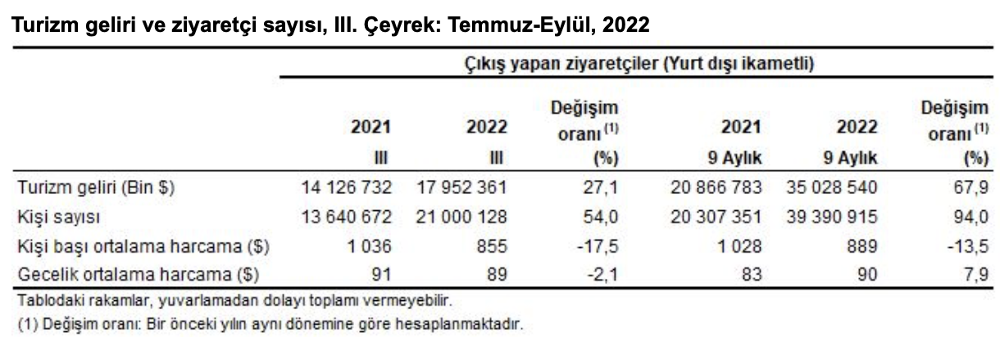 Turizm geliri ve ziyaretçi sayısı, III. Çeyrek: Temmuz-Eylül, 2022
Çıkış yapan ziyaretçiler (Yurt dışı ikametli)
2021 2022 Değişim oranı (1) 2021 2022 Değişim oranı (1)
III III (%) 9 Aylık 9 Aylık (%)
Turizm geliri (Bin $) 14 126 732 17 952 361 27,1 20 866 783 35 028 540 67,9
Kişi sayısı 13 640 672 21 000 128 54,0 20 307 351 39 390 915 94,0
Kişi başı ortalama harcama ($) 1 036 855 -17,5 1 028 889 -13,5
Gecelik ortalama harcama ($) 91 89 -2,1 83 90 7,9
Tablodaki rakamlar, yuvarlamadan dolayı toplamı vermeyebilir.
(1) Değişim oranı: Bir önceki yılın aynı dönemine göre hesaplanmaktadır.